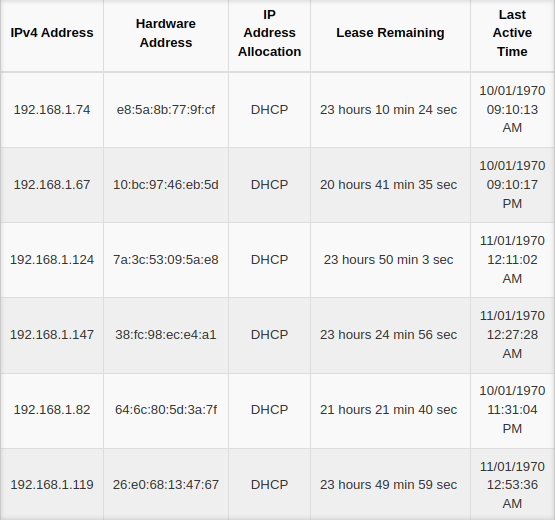 IPv4 Address Hardware Address IP Address Allocation Lease Remaining Last Active Time
192.168.1.74 e8:5a:8b:77:9f:cf DHCP 23 hours 10 min 24 sec 10/01/1970 09:10:13 AM
192.168.1.67 10:bc:97:46:eb:5d DHCP 20 hours 41 min 35 sec 10/01/1970 09:10:17 PM
192.168.1.124 7a:3c:53:09:5a:e8 DHCP 23 hours 50 min 3 sec 11/01/1970 12:11:02 AM
192.168.1.147 38:fc:98:ec:e4:a1 DHCP 23 hours 24 min 56 sec 11/01/1970 12:27:28 AM
192.168.1.82 64:6c:80:5d:3a:7f DHCP 21 hours 21 min 40 sec 10/01/1970 11:31:04 PM
192.168.1.119 26:e0:68:13:47:67 DHCP 23 hours 49 min 59 sec 11/01/1970 12:53:36 AM